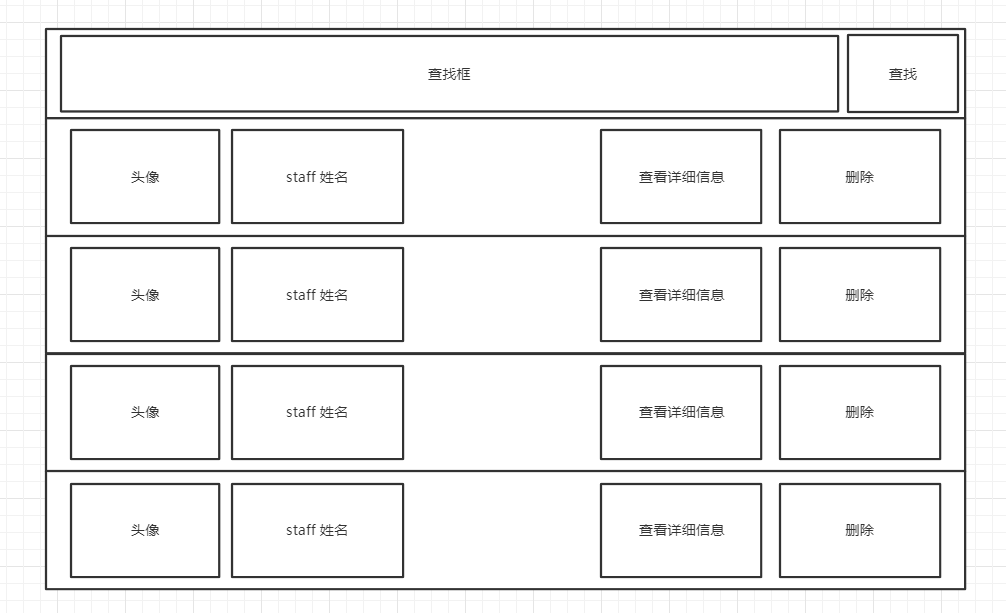 查找框
查找
头像
staff 姓名
查看详细信息
删除
头像
staff 姓名
查看详细信息
删除
头像
staff 姓名
查看详细信息
删除
头像
staff 姓名
查看详细信息
删除